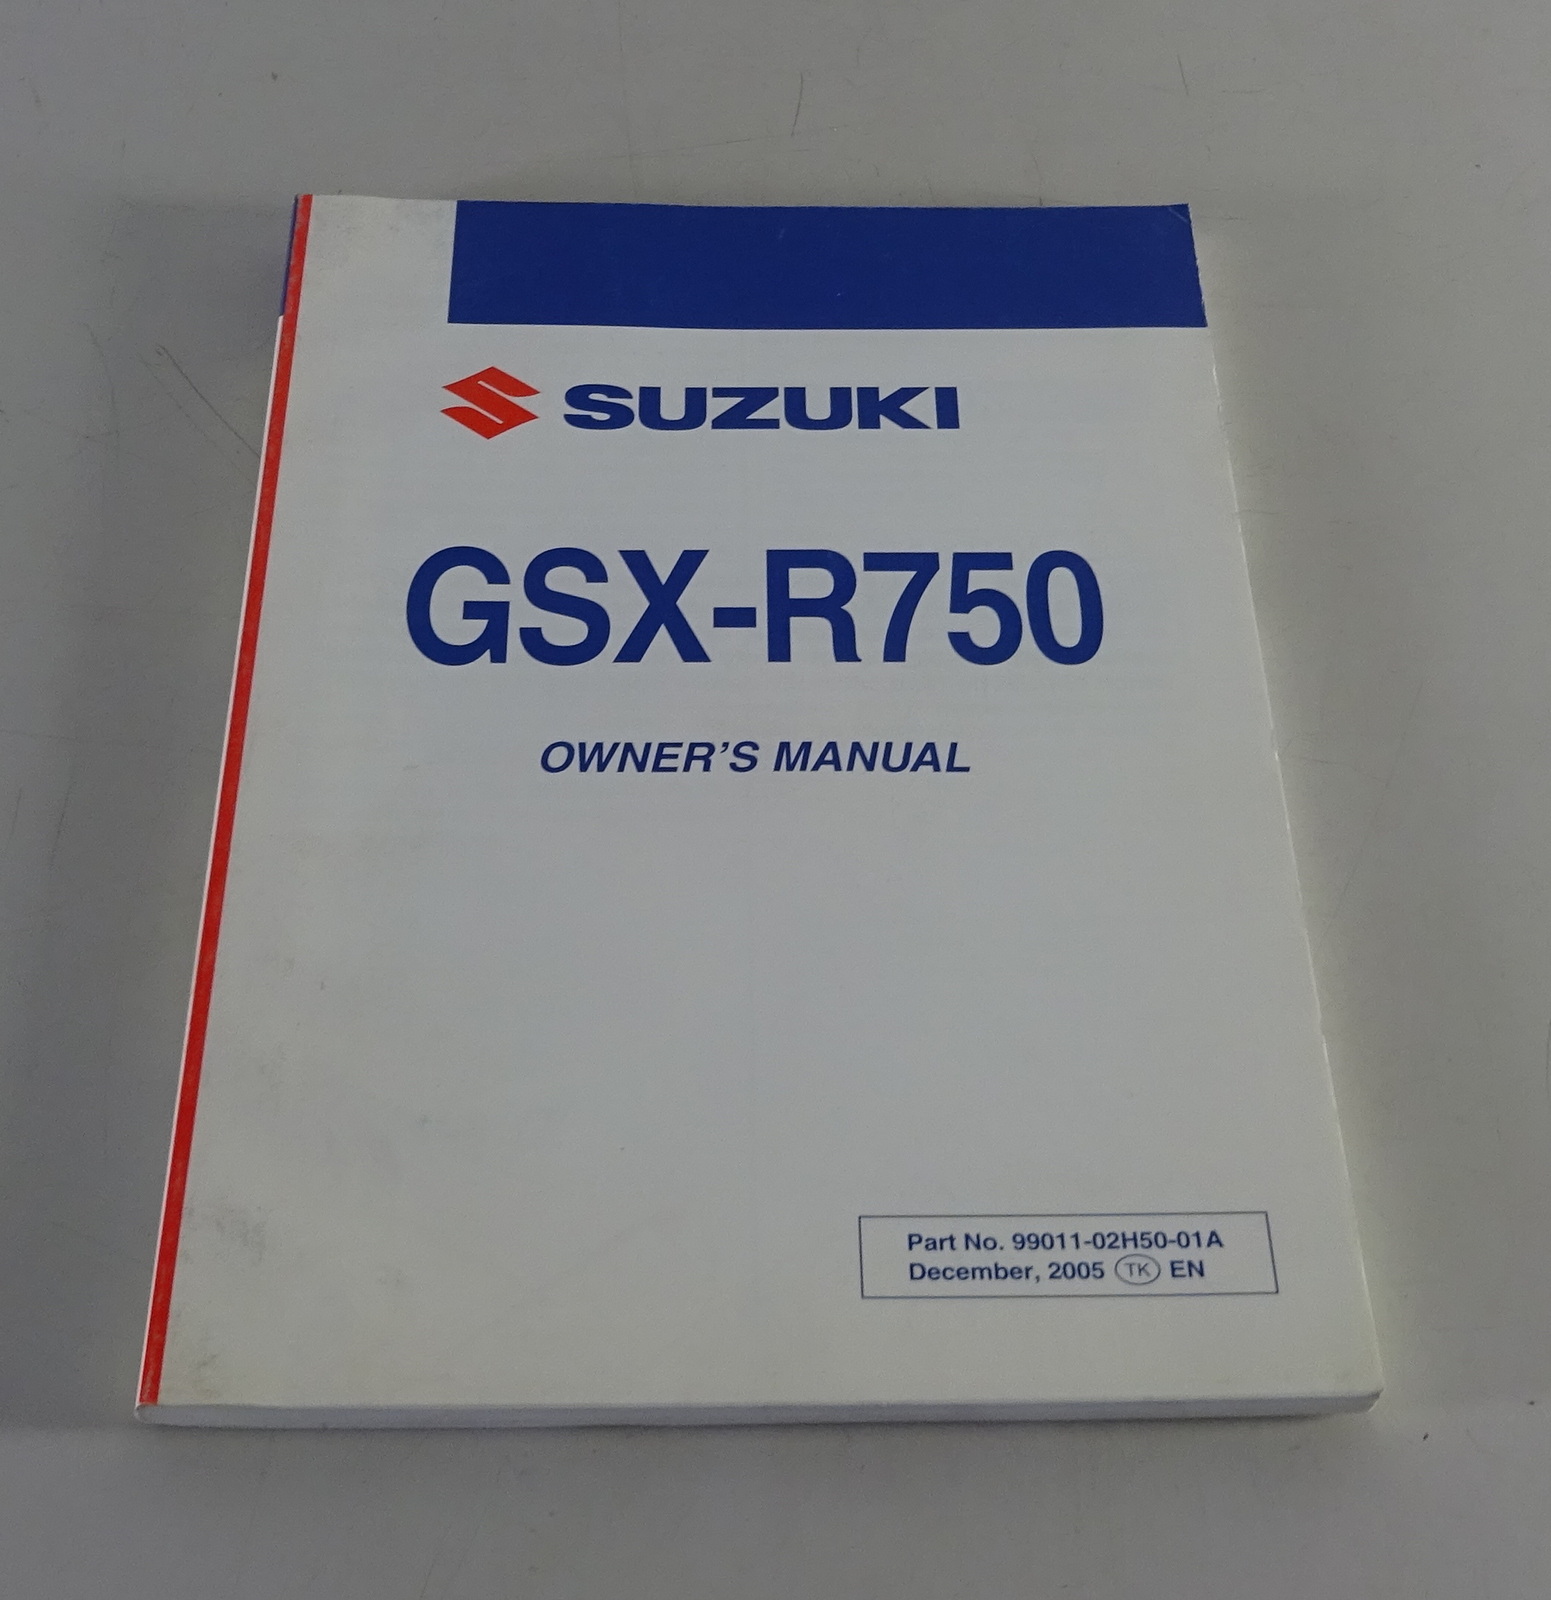 SUZUKI
GSX-R750
OWNER’S MANUAL
Part No. 99011-02H50-01A
December, 2005 TK EN